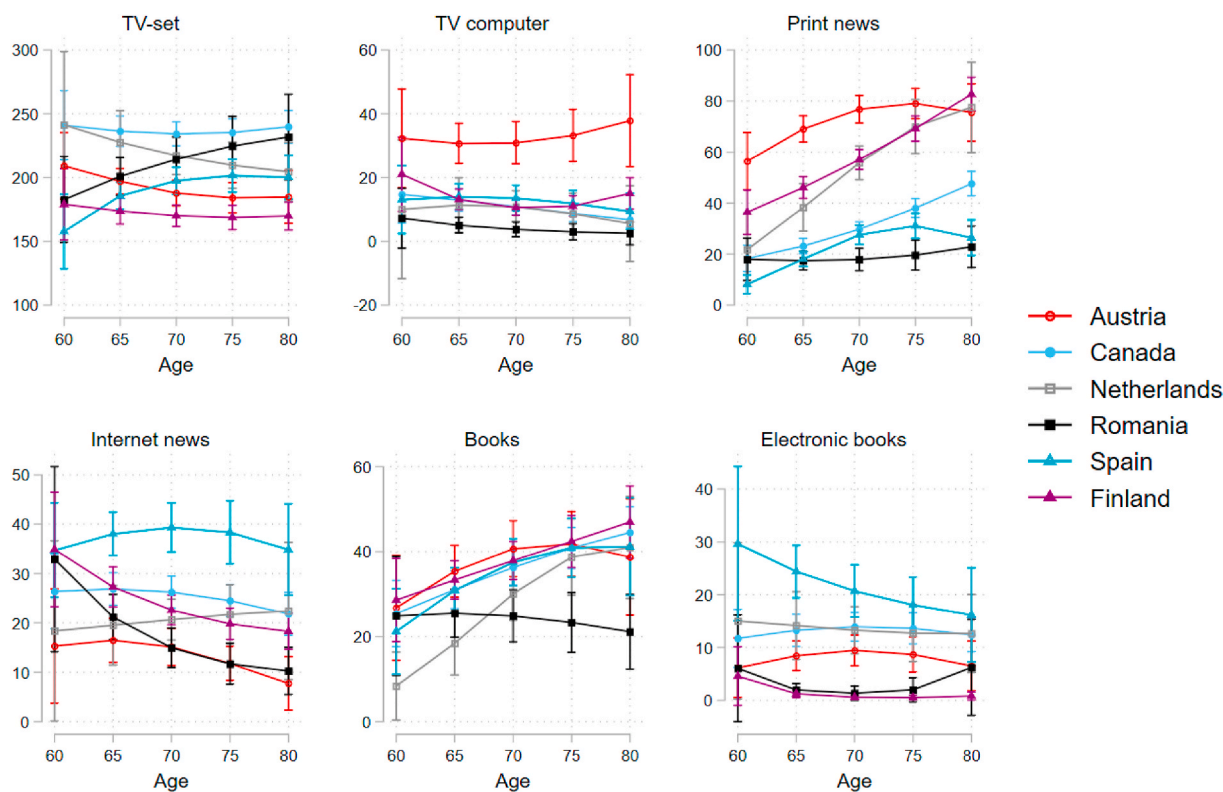 TV-set
TV computer
Print news
300
250
200
150
100
60 65 70 75 80
Age
60
40
20
0
-20
60 65 70 75 80
Age
100
80
60
40
20
0
60 65 70 75 80
Age
Austria
Canada
Netherlands
Romania
Spain
Finland
Internet news
Books
Electronic books
50
40
30
20
10
0
60 65 70 75 80
Age
60
40
20
0
60 65 70 75 80
Age
40
30
20
10
0
60 65 70 75 80
Age